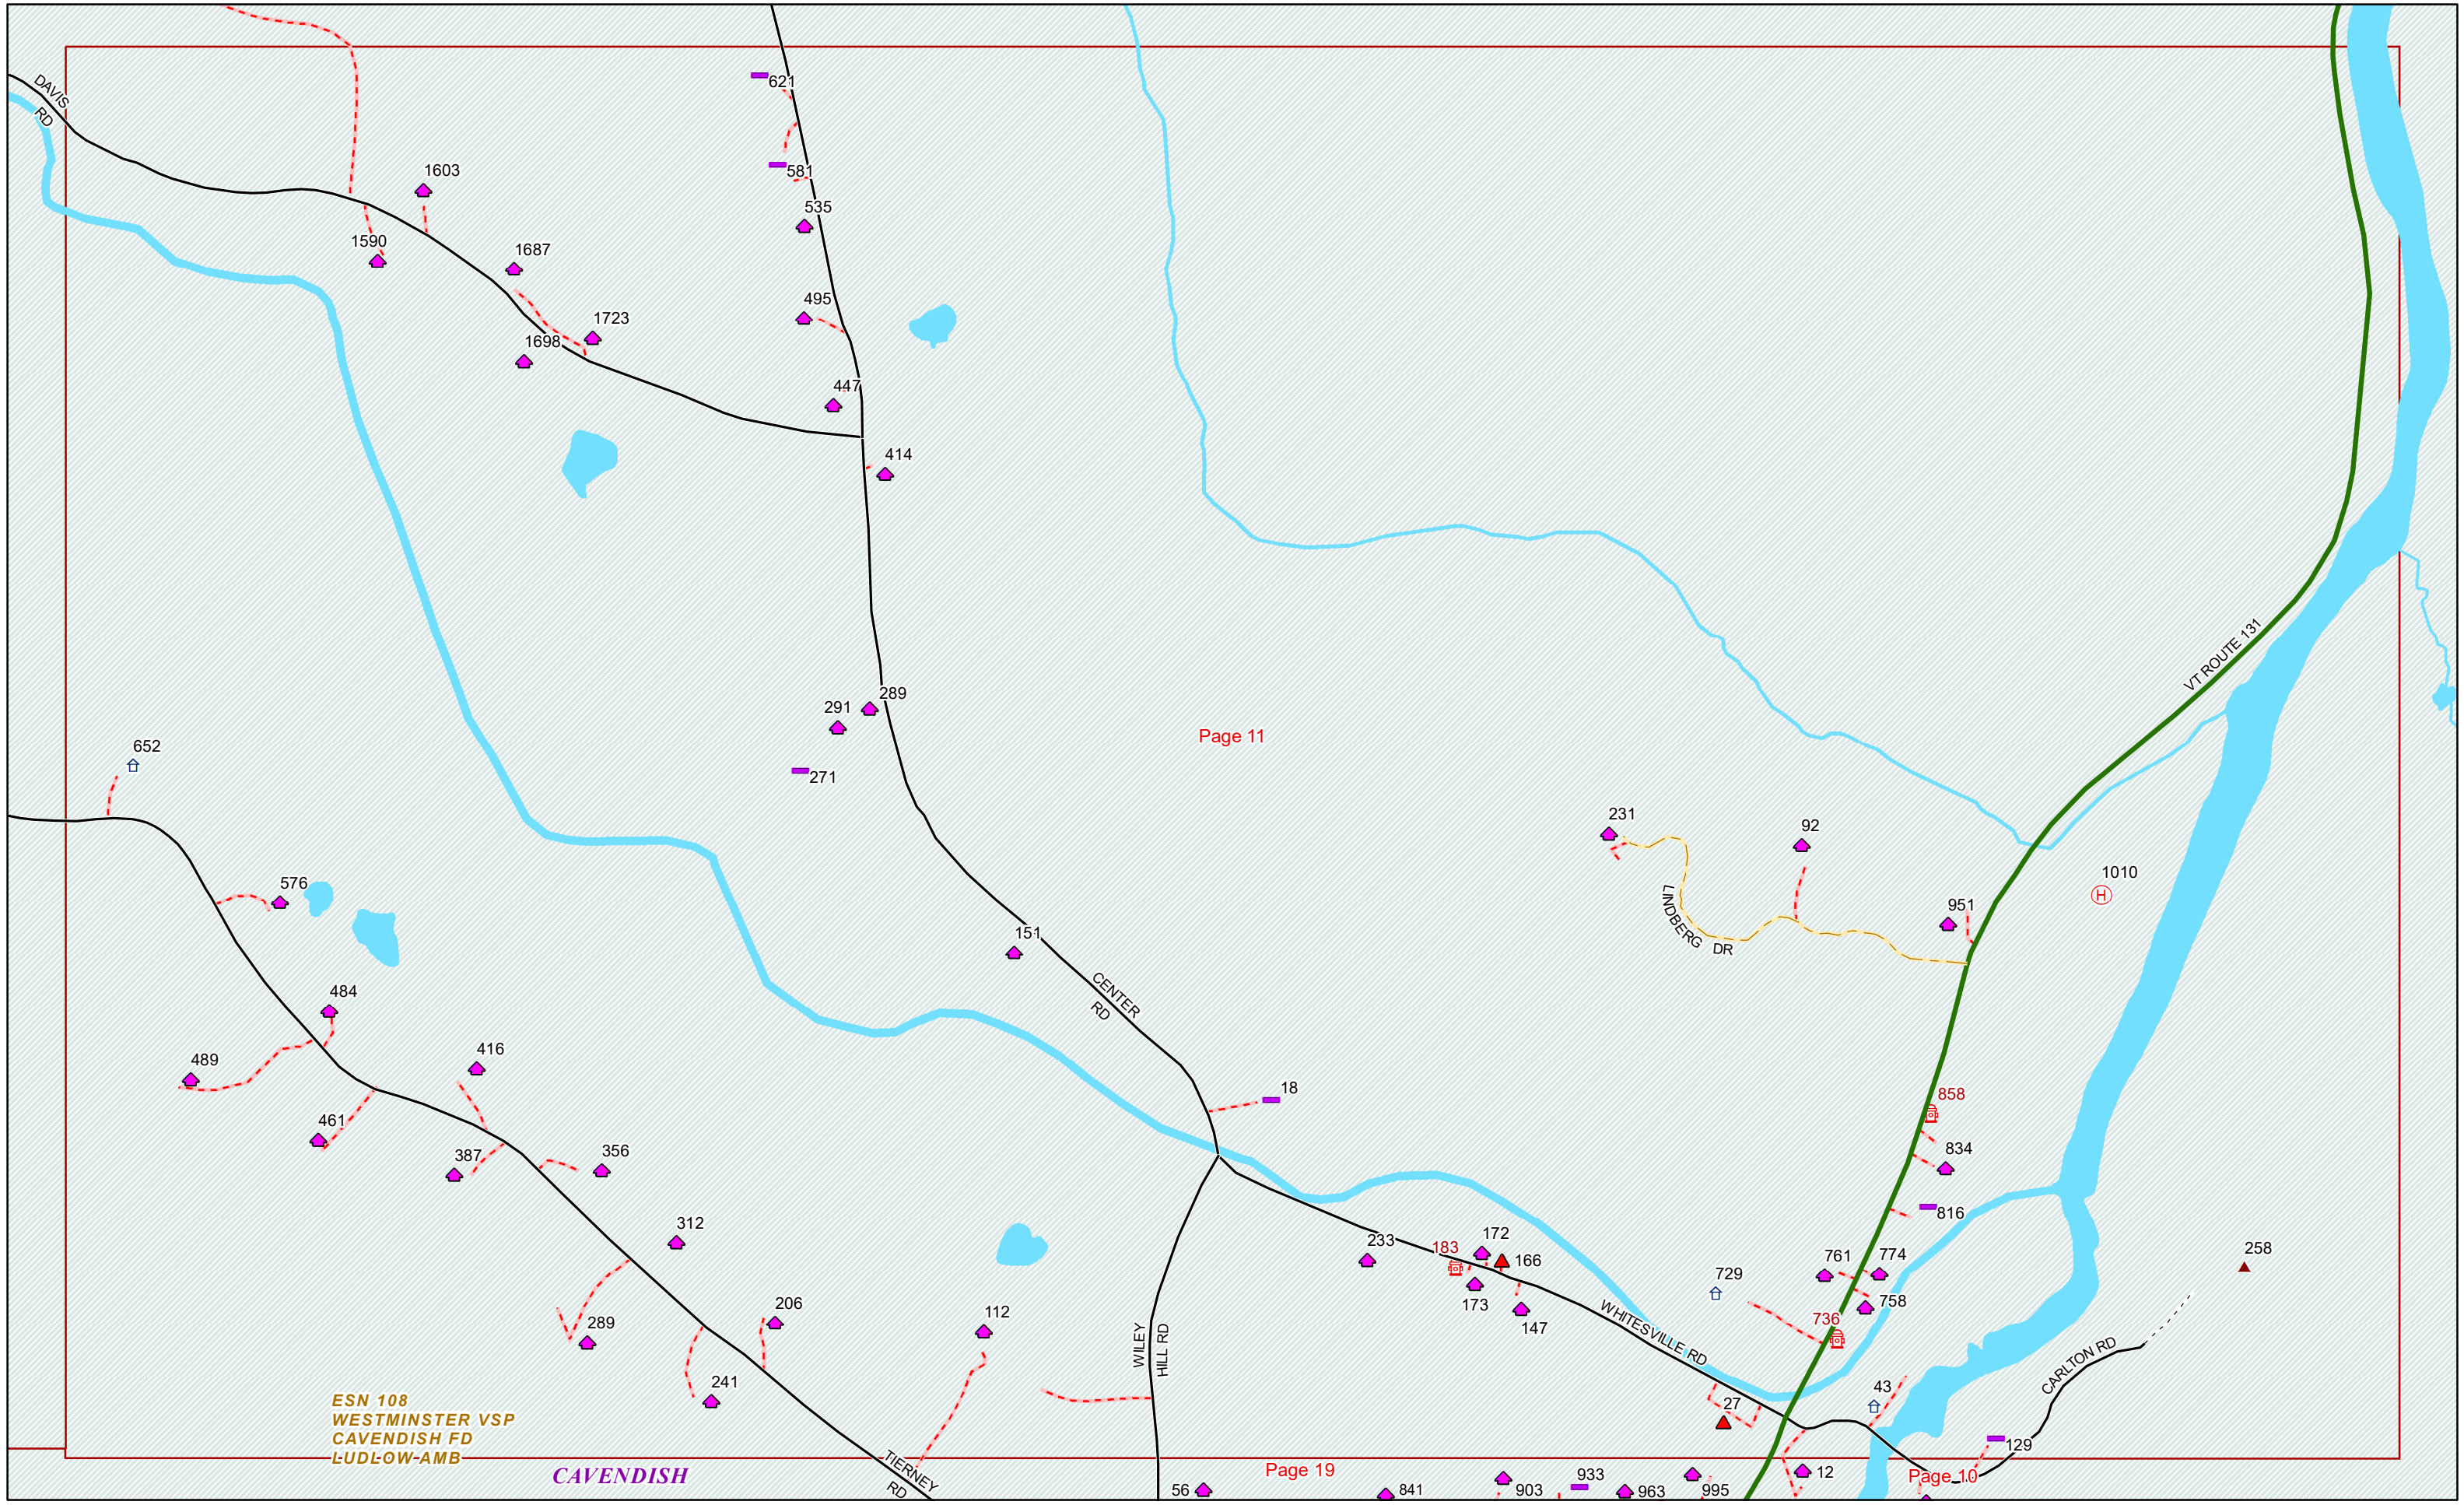 621
DAVIS
RD
581
1603
535
1590
1687
495
1723
1698
447
414
289
291
Page 11
271
652
VT ROUTE 131
231
92
1010
576
951
LINDBERG DR
151
CENTER
RD
484
416
489
18
858
461
387
356
834
816
312
233
183
172
166
761
774
258
173
147
729
758
206
112
289
736
WILEY
HILL RD
WHITESVILLE RD
CARLTON RD
241
43
27
ESN 108
WESTMINSTER VSP
CAVENDISH FD
LUDLOW AMB
129
TIERNEY
RD
CAVENDISH
Page 19
12
Page 10
56
841
903
933
963
995